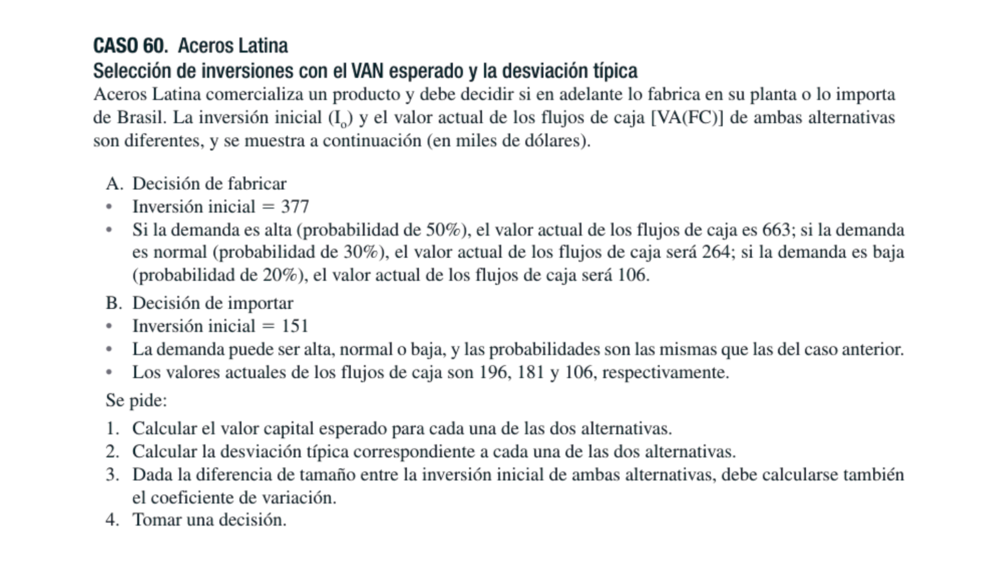 CASO 60. Aceros Latina
Selección de inversiones con el VAN esperado y la desviación típica
Aceros Latina comercializa un producto y debe decidir si en adelante lo fabrica en su planta o lo importa
de Brasil. La inversión inicial (I₀) y el valor actual de los flujos de caja [VA(FC)] de ambas alternativas
son diferentes, y se muestra a continuación (en miles de dólares).
A. Decisión de fabricar
• Inversión inicial = 377
• Si la demanda es alta (probabilidad de 50%), el valor actual de los flujos de caja es 663; si la demanda
es normal (probabilidad de 30%), el valor actual de los flujos de caja será 264; si la demanda es baja
(probabilidad de 20%), el valor actual de los flujos de caja será 106.
B. Decisión de importar
• Inversión inicial = 151
• La demanda puede ser alta, normal o baja, y las probabilidades son las mismas que las del caso anterior.
• Los valores actuales de los flujos de caja son 196, 181 y 106, respectivamente.
Se pide:
1. Calcular el valor capital esperado para cada una de las dos alternativas.
2. Calcular la desviación típica correspondiente a cada una de las dos alternativas.
3. Dada la diferencia de tamaño entre la inversión inicial de ambas alternativas, debe calcularse también
el coeficiente de variación.
4. Tomar una decisión.